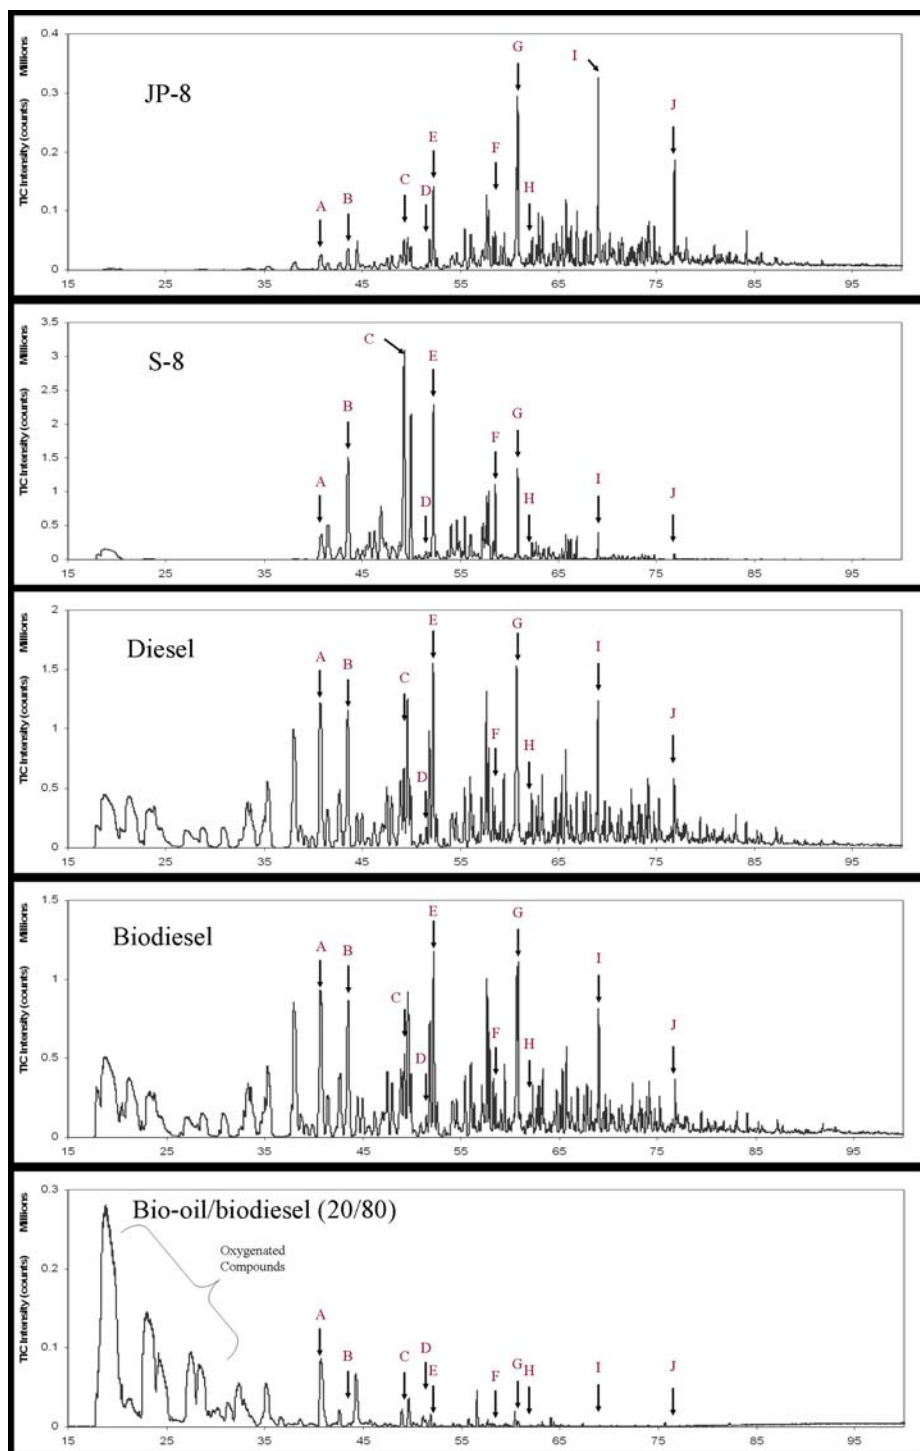 JP-8
TIC Intensity (counts) Millions
0.4
0.3
0.2
0.1
0
A
B
C
D
E
F
G
H
I
J
15 25 35 45 55 65 75 85 95
S-8
TIC Intensity (counts) Millions
3.5
3
2.5
2
1.5
1
0.5
0
A
B
C
D
E
F
G
H
I
J
15 25 35 45 55 65 75 85 95
Diesel
TIC Intensity (counts) Millions
2
1.5
1
0.5
0
A
B
C
D
E
F
G
H
I
J
15 25 35 45 55 65 75 85 95
Biodiesel
TIC Intensity (counts) Millions
1.5
1
0.5
0
A
B
C
D
E
F
G
H
I
J
15 25 35 45 55 65 75 85 95
Bio-oil/biodiesel (20/80)
Oxygenated
Compounds
TIC Intensity (counts) Millions
0.3
0.2
0.1
0
A
B
C
D
E
F
G
H
I
J
15 25 35 45 55 65 75 85 95